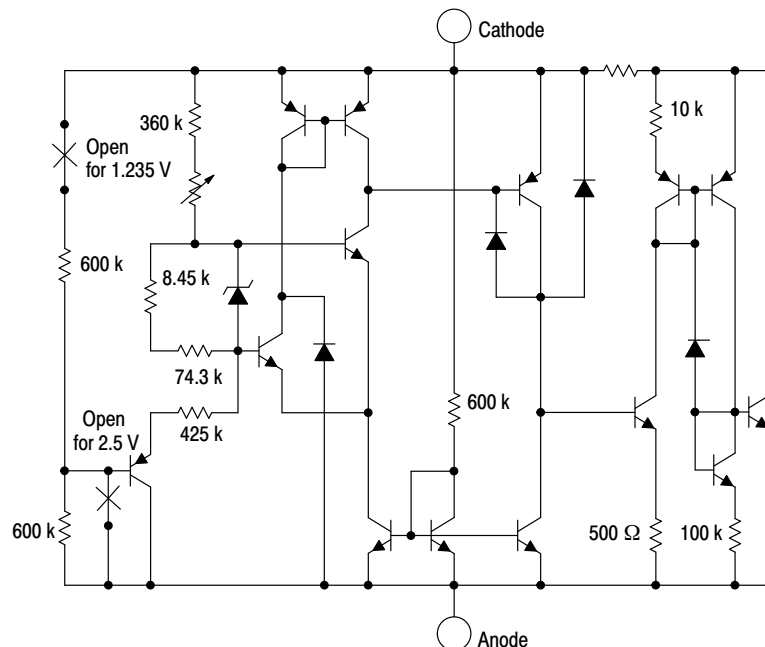 Cathode
360 k
10 k
Open
for 1.235 V
600 k
8.45 k
74.3 k
600 k
Open
for 2.5 V
425 k
600 k
500 Ω
100 k
Anode